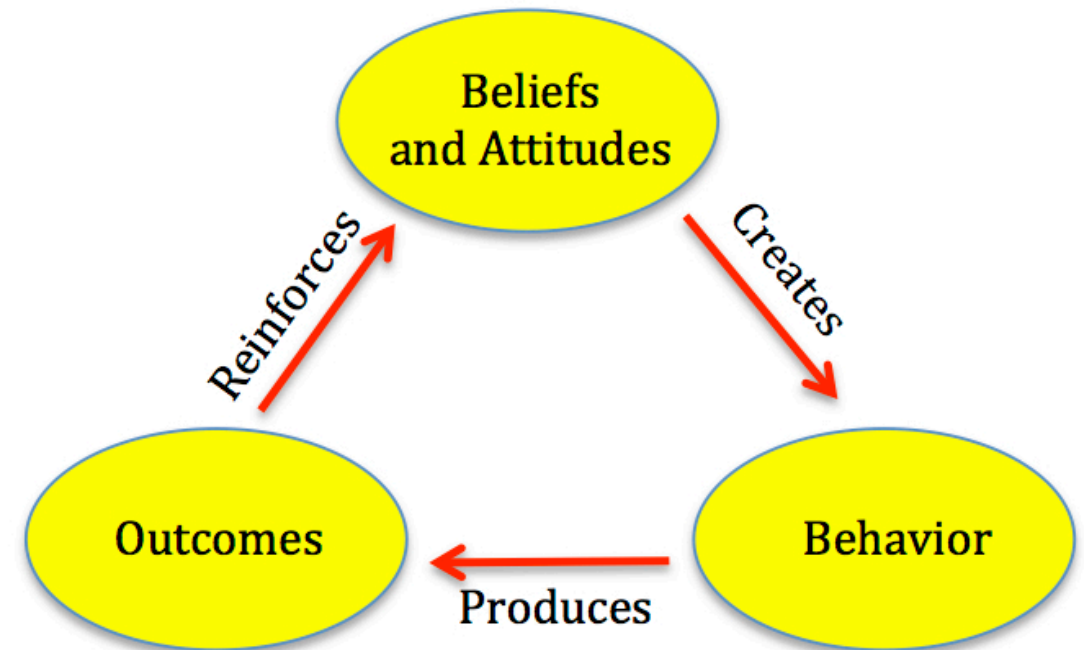 Beliefs
and Attitudes
Reinforces
Creates
Outcomes
Behavior
Produces